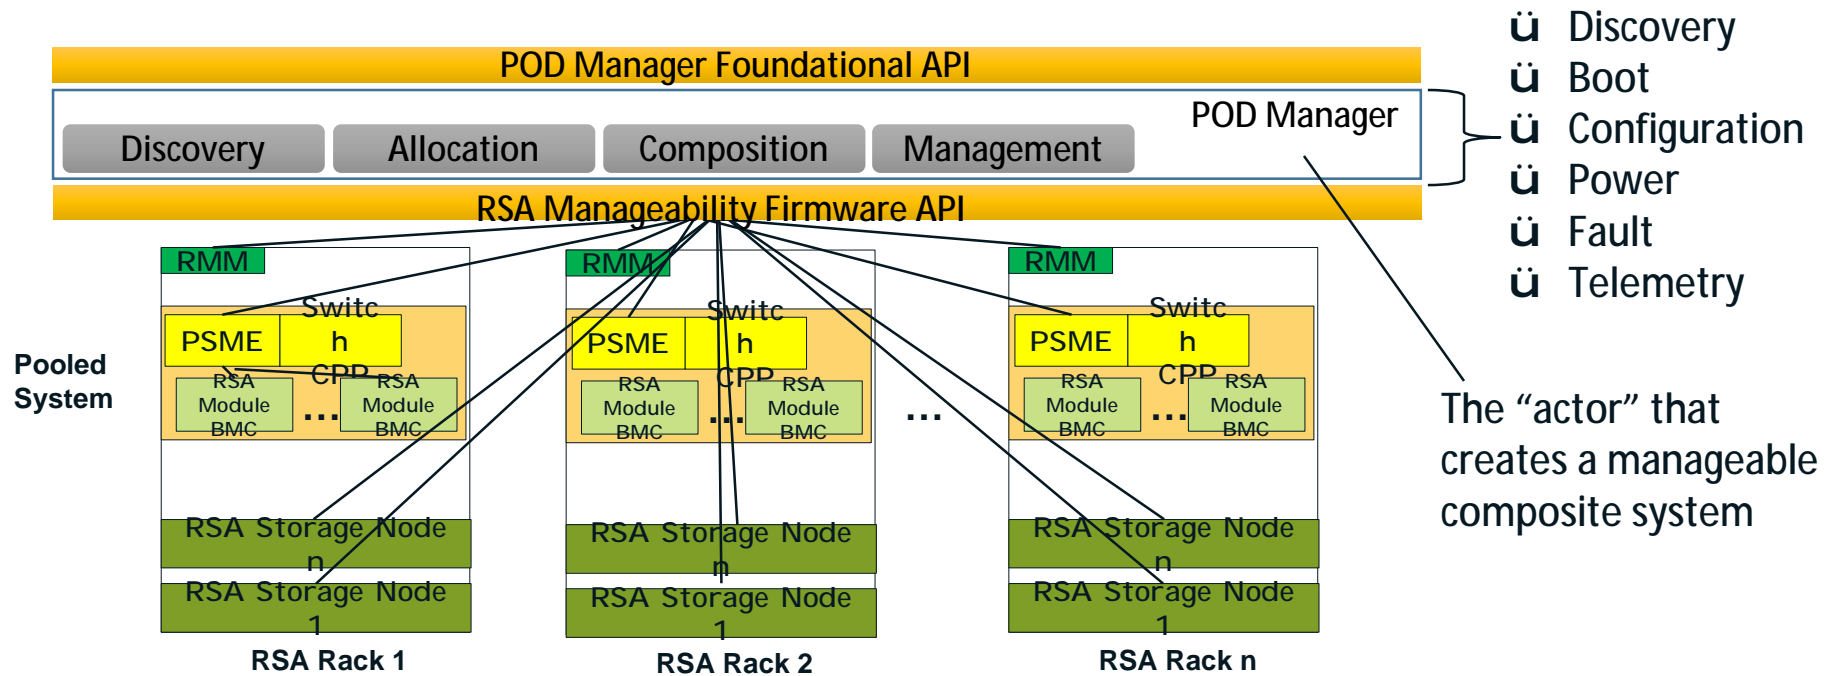 POD Manager Foundational API
POD Manager
Discovery
Allocation
Composition
Management
RSA Manageability Firmware API
ü Discovery
ü Boot
ü Configuration
ü Power
ü Fault
ü Telemetry
The “actor” that
creates a manageable
composite system
Pooled
System
RMM
PSME
Switc
h
CPP
RSA
Module
BMC
...
RSA
Module
BMC
RSA Storage Node
n
RSA Storage Node
1
RSA Rack 1
RMM
PSME
Switc
h
CPP
RSA
Module
BMC
...
RSA
Module
BMC
RSA Storage Node
n
RSA Storage Node
1
RSA Rack 2
...
RMM
PSME
Switc
h
CPP
RSA
Module
BMC
...
RSA
Module
BMC
RSA Storage Node
n
RSA Storage Node
1
RSA Rack n